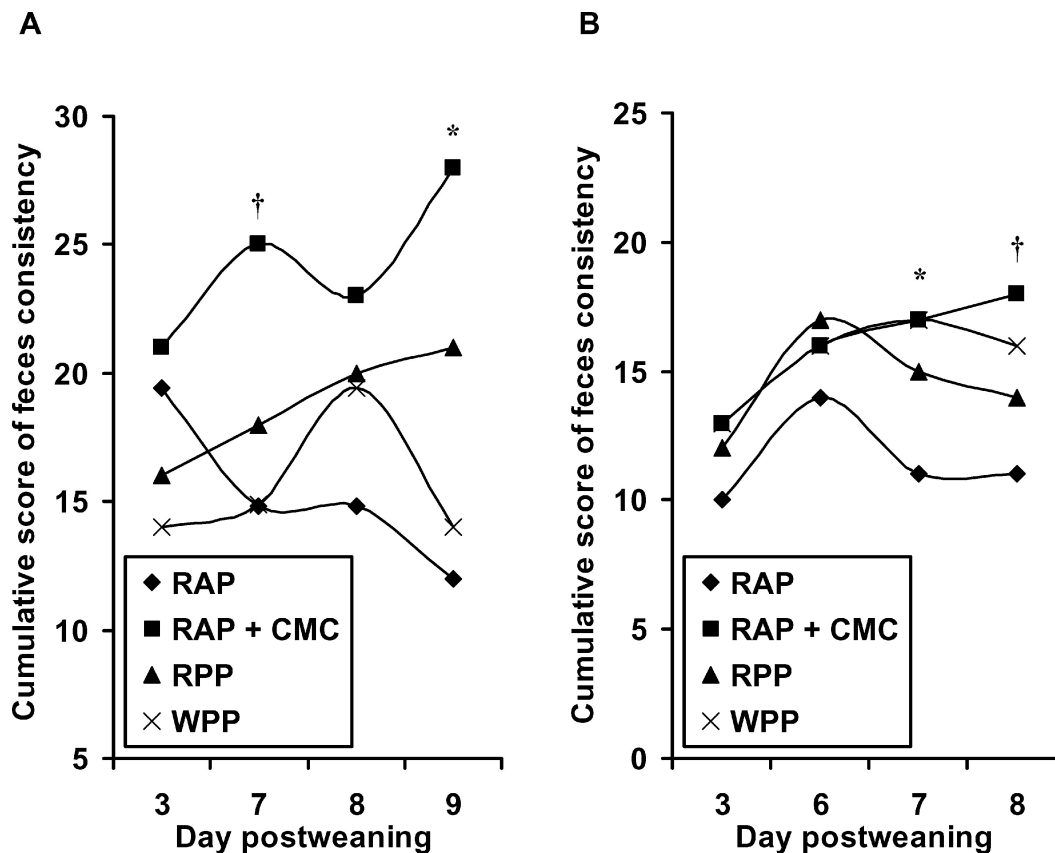 A
Cumulative score of feces consistency
30
25
20
15
10
5
†
*
RAP
RAP + CMC
RPP
WPP
3 7 8 9
Day postweaning
B
Cumulative score of feces consistency
25
20
15
10
5
0
*
†
RAP
RAP + CMC
RPP
WPP
3 6 7 8
Day postweaning